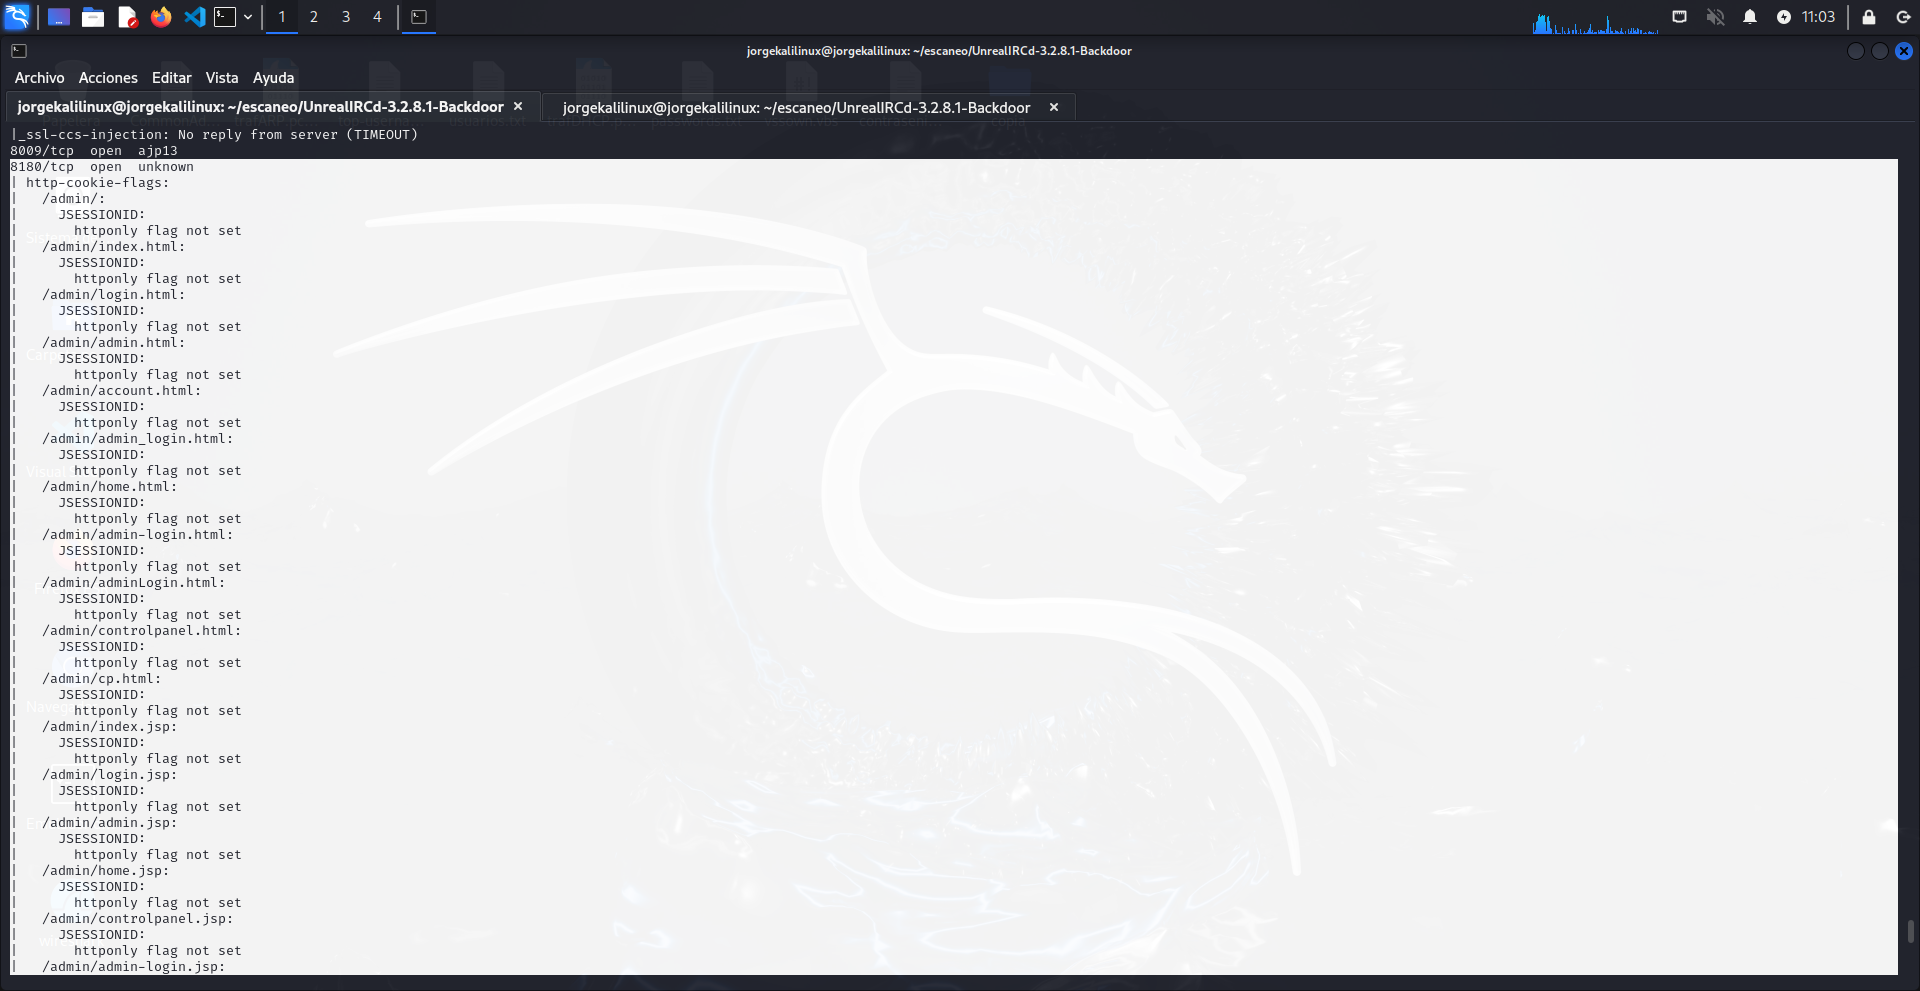 1 2 3 4
11:03
jorgekalilinux@jorgekalilinux: ~/escaneo/UnrealIRCd-3.2.8.1-Backdoor
Archivo Acciones Editar Vista Ayuda
jorgekalilinux@jorgekalilinux: ~/escaneo/UnrealIRCd-3.2.8.1-Backdoor × jorgekalilinux@jorgekalilinux: ~/escaneo/UnrealIRCd-3.2.8.1-Backdoor ×
|_ssl-ccs-injection: No reply from server (TIMEOUT)
8009/tcp  open  ajp13
8180/tcp  open  unknown
| http-cookie-flags:
|   /admin/:
|     JSESSIONID:
|       httponly flag not set
|   /admin/index.html:
|     JSESSIONID:
|       httponly flag not set
|   /admin/login.html:
|     JSESSIONID:
|       httponly flag not set
|   /admin/admin.html:
|     JSESSIONID:
|       httponly flag not set
|   /admin/account.html:
|     JSESSIONID:
|       httponly flag not set
|   /admin/admin_login.html:
|     JSESSIONID:
|       httponly flag not set
|   /admin/home.html:
|     JSESSIONID:
|       httponly flag not set
|   /admin/admin-login.html:
|     JSESSIONID:
|       httponly flag not set
|   /admin/adminLogin.html:
|     JSESSIONID:
|       httponly flag not set
|   /admin/controlpanel.html:
|     JSESSIONID:
|       httponly flag not set
|   /admin/cp.html:
|     JSESSIONID:
|       httponly flag not set
|   /admin/index.jsp:
|     JSESSIONID:
|       httponly flag not set
|   /admin/login.jsp:
|     JSESSIONID:
|       httponly flag not set
|   /admin/admin.jsp:
|     JSESSIONID:
|       httponly flag not set
|   /admin/home.jsp:
|     JSESSIONID:
|       httponly flag not set
|   /admin/controlpanel.jsp:
|     JSESSIONID:
|       httponly flag not set
|   /admin/admin-login.jsp: